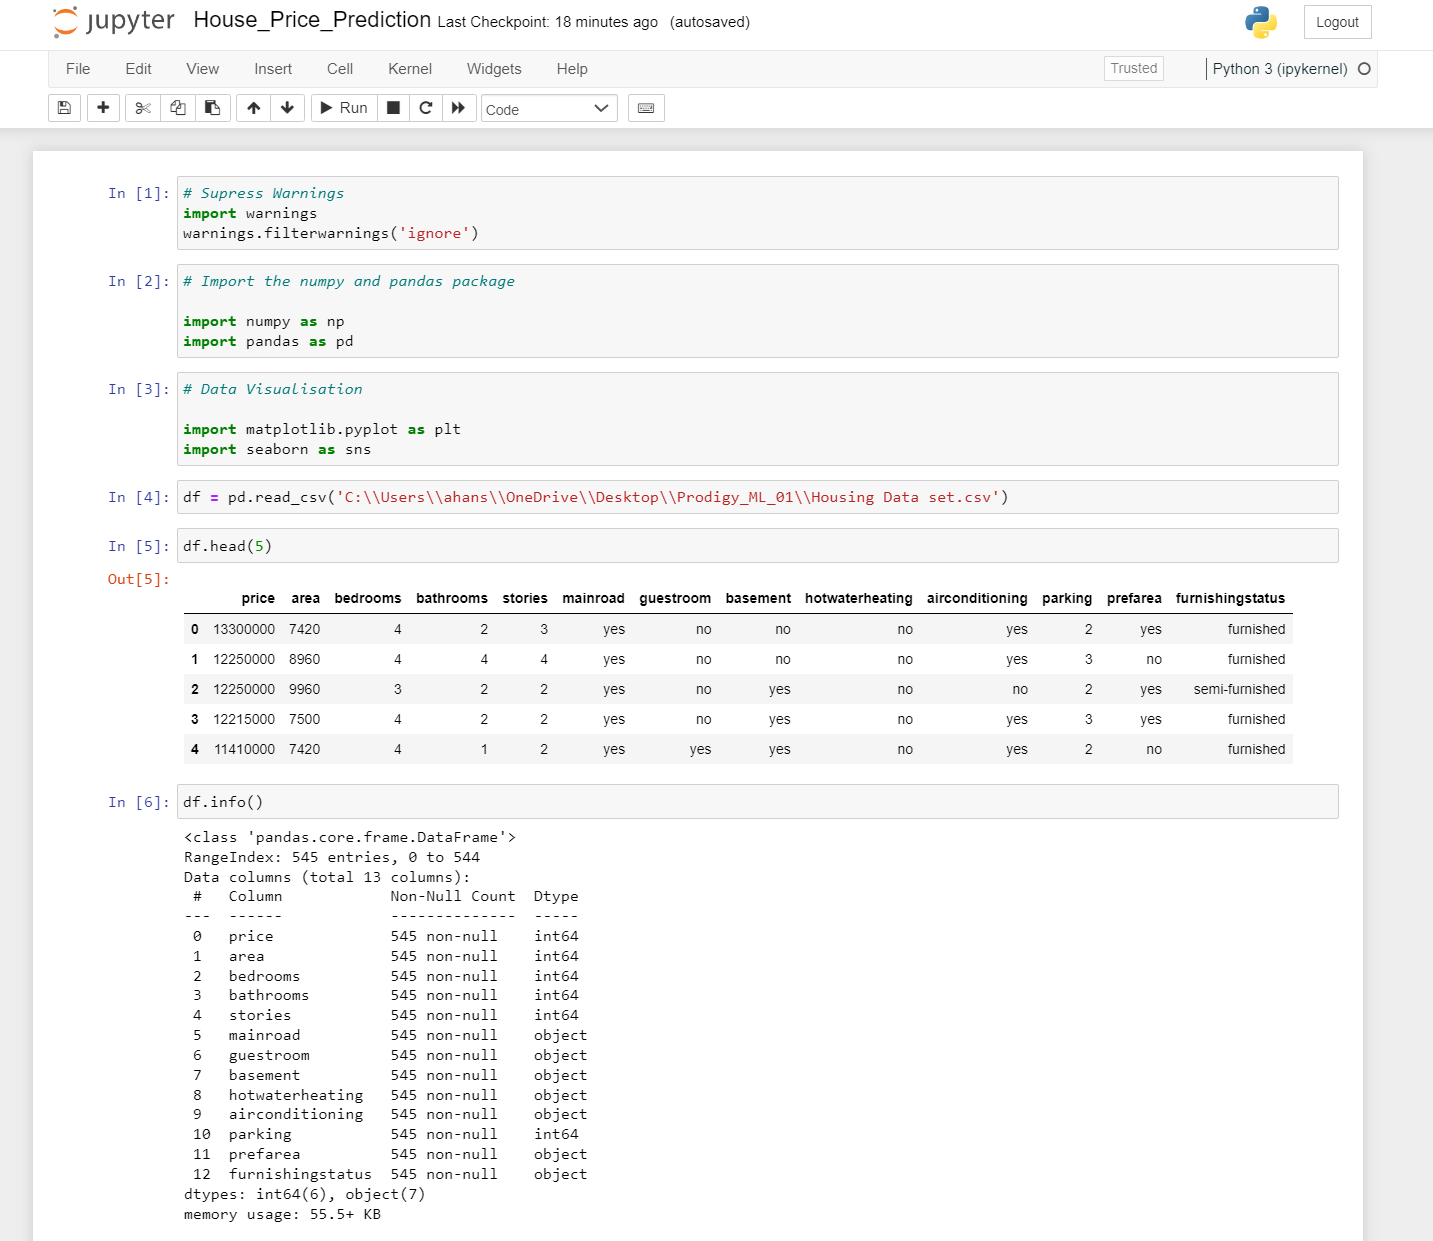 jupyter House_Price_Prediction Last Checkpoint: 18 minutes ago (autosaved) Logout
File Edit View Insert Cell Kernel Widgets Help Trusted Python 3 (ipykernel)
Run Code
In [1]: # Supress Warnings
import warnings
warnings.filterwarnings('ignore')
In [2]: # Import the numpy and pandas package
import numpy as np
import pandas as pd
In [3]: # Data Visualisation
import matplotlib.pyplot as plt
import seaborn as sns
In [4]: df = pd.read_csv('C:\\Users\\ahans\\OneDrive\\Desktop\\Prodigy_ML_01\\Housing Data set.csv')
In [5]: df.head(5)
Out[5]:
price area bedrooms bathrooms stories mainroad guestroom basement hotwaterheating airconditioning parking prefarea furnishingstatus
0 13300000 7420 4 2 3 yes no no no yes 2 yes furnished
1 12250000 8960 4 4 4 yes no no no yes 3 no furnished
2 12250000 9960 3 2 2 yes no yes no no 2 yes semi-furnished
3 12215000 7500 4 2 2 yes no yes no yes 3 yes furnished
4 11410000 7420 4 1 2 yes yes yes no yes 2 no furnished
In [6]: df.info()
<class 'pandas.core.frame.DataFrame'>
RangeIndex: 545 entries, 0 to 544
Data columns (total 13 columns):
# Column Non-Null Count Dtype
--- ------ -------------- -----
0 price 545 non-null int64
1 area 545 non-null int64
2 bedrooms 545 non-null int64
3 bathrooms 545 non-null int64
4 stories 545 non-null int64
5 mainroad 545 non-null object
6 guestroom 545 non-null object
7 basement 545 non-null object
8 hotwaterheating 545 non-null object
9 airconditioning 545 non-null object
10 parking 545 non-null int64
11 prefarea 545 non-null object
12 furnishingstatus 545 non-null object
dtypes: int64(6), object(7)
memory usage: 55.5+ KB